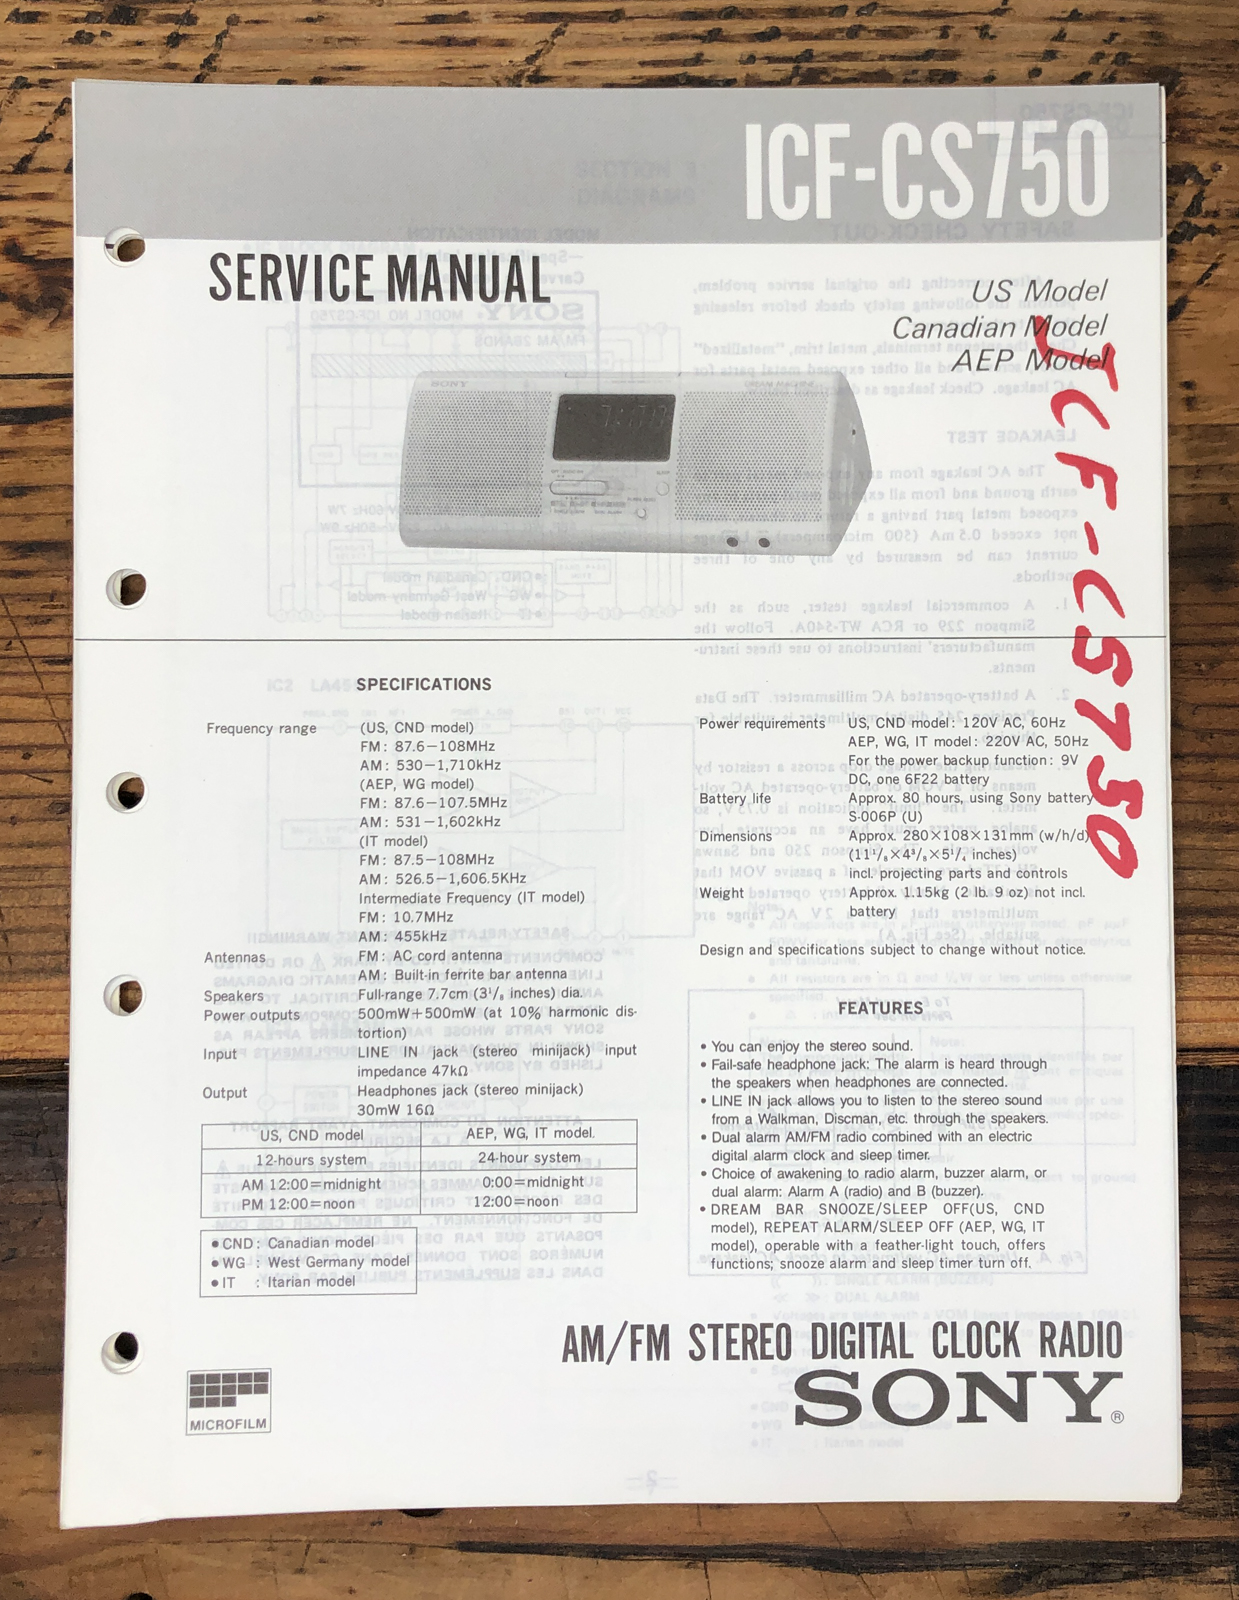 ICF-CS750
SERVICE MANUAL
US Model
Canadian Model
AEP Model
ICF-CS750
SONY
DREAM MACHINE
SPECIFICATIONS
Frequency range (US, CND model)
FM: 87.6−108MHz
AM: 530−1,710kHz
(AEP, WG model)
FM: 87.6−107.5MHz
AM: 531−1,602kHz
(IT model)
FM: 87.5−108MHz
AM: 526.5−1,606.5KHz
Intermediate Frequency (IT model)
FM: 10.7MHz
AM: 455kHz
Antennas FM: AC cord antenna
AM: Built-in ferrite bar antenna
Speakers Full-range 7.7cm (3¹/₈ inches) dia.
Power outputs 500mW+500mW (at 10% harmonic dis-
tortion)
Input LINE IN jack (stereo minijack) input
impedance 47kΩ
Output Headphones jack (stereo minijack)
30mW 16Ω
US, CND model AEP, WG, IT model.
12-hours system 24-hour system
AM 12:00=midnight 0:00=midnight
PM 12:00=noon 12:00=noon
• CND: Canadian model
• WG : West Germany model
• IT : Itarian model
Power requirements US, CND model: 120V AC, 60Hz
AEP, WG, IT model: 220V AC, 50Hz
For the power backup function: 9V
DC, one 6F22 battery
Battery life Approx. 80 hours, using Sony battery
S-006P (U)
Dimensions Approx. 280×108×131mm (w/h/d)
(11¹/₈×4³/₈×5¹/₄ inches)
incl. projecting parts and controls
Weight Approx. 1.15kg (2 lb. 9 oz) not incl.
battery
Design and specifications subject to change without notice.
FEATURES
• You can enjoy the stereo sound.
• Fail-safe headphone jack: The alarm is heard through
the speakers when headphones are connected.
• LINE IN jack allows you to listen to the stereo sound
from a Walkman, Discman, etc. through the speakers.
• Dual alarm AM/FM radio combined with an electric
digital alarm clock and sleep timer.
• Choice of awakening to radio alarm, buzzer alarm, or
dual alarm: Alarm A (radio) and B (buzzer).
• DREAM BAR SNOOZE/SLEEP OFF(US, CND
model), REPEAT ALARM/SLEEP OFF (AEP, WG, IT
model), operable with a feather-light touch, offers
functions; snooze alarm and sleep timer turn off.
AM/FM STEREO DIGITAL CLOCK RADIO
SONY®
MICROFILM